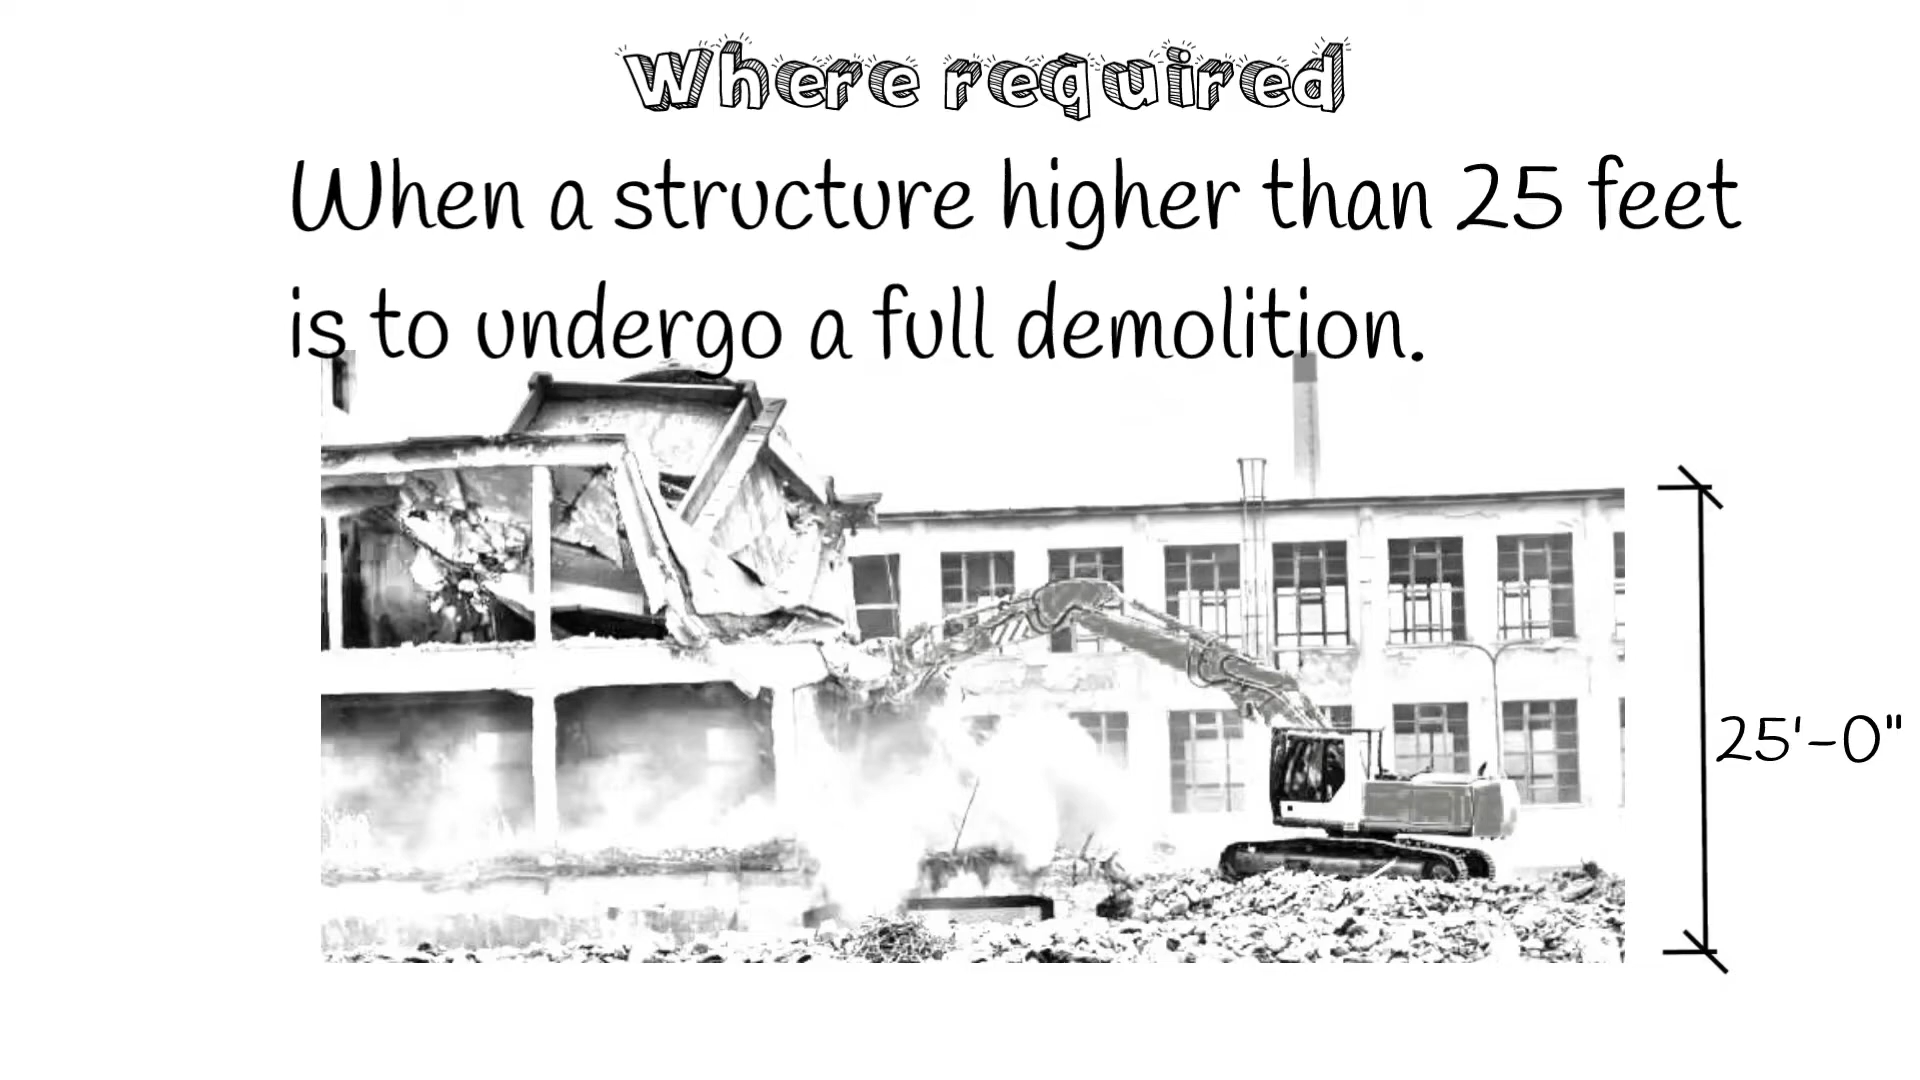 Where required
When a structure higher than 25 feet
is to undergo a full demolition.
25'-0"